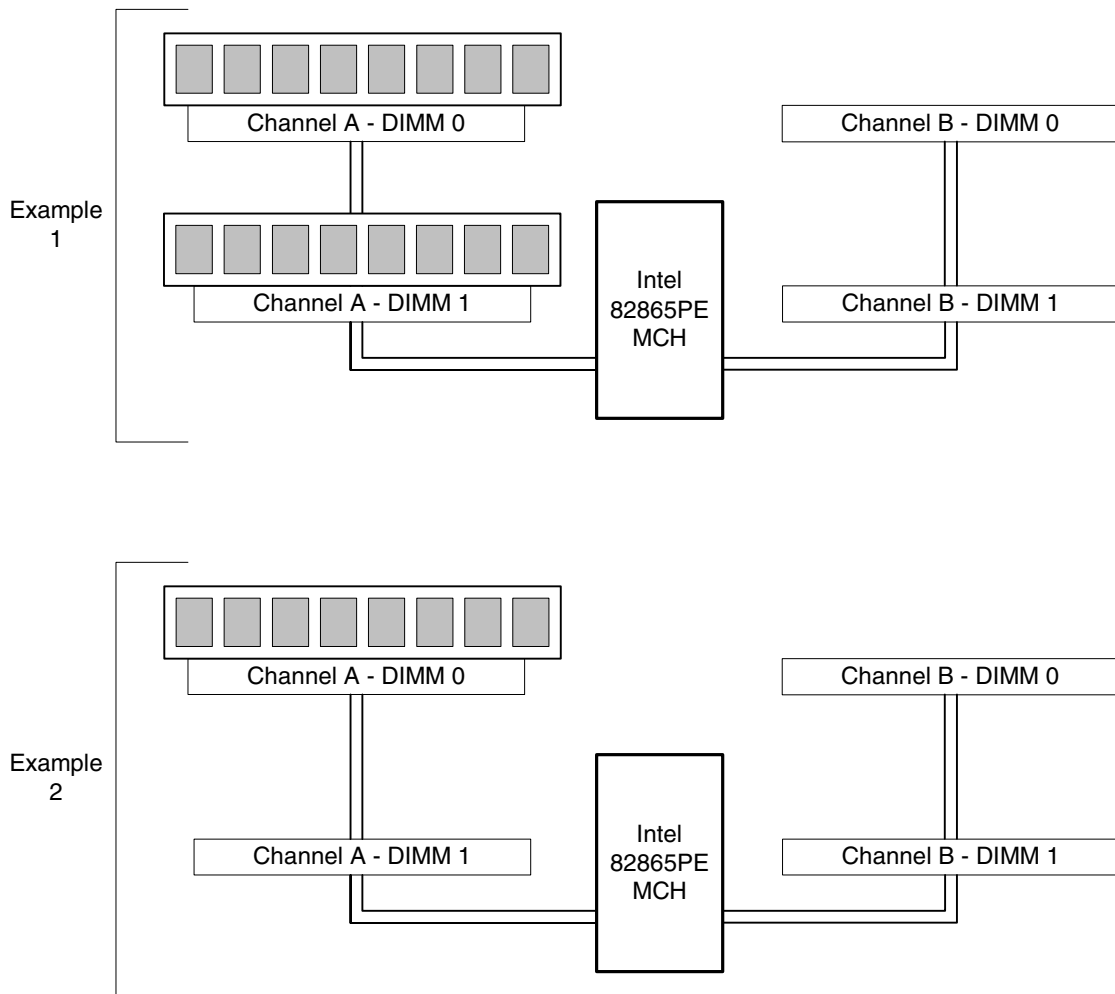 Channel A - DIMM 0
Channel B - DIMM 0
Example
1
Intel
82865PE
MCH
Channel A - DIMM 1
Channel B - DIMM 1
Channel A - DIMM 0
Channel B - DIMM 0
Example
2
Intel
82865PE
MCH
Channel A - DIMM 1
Channel B - DIMM 1